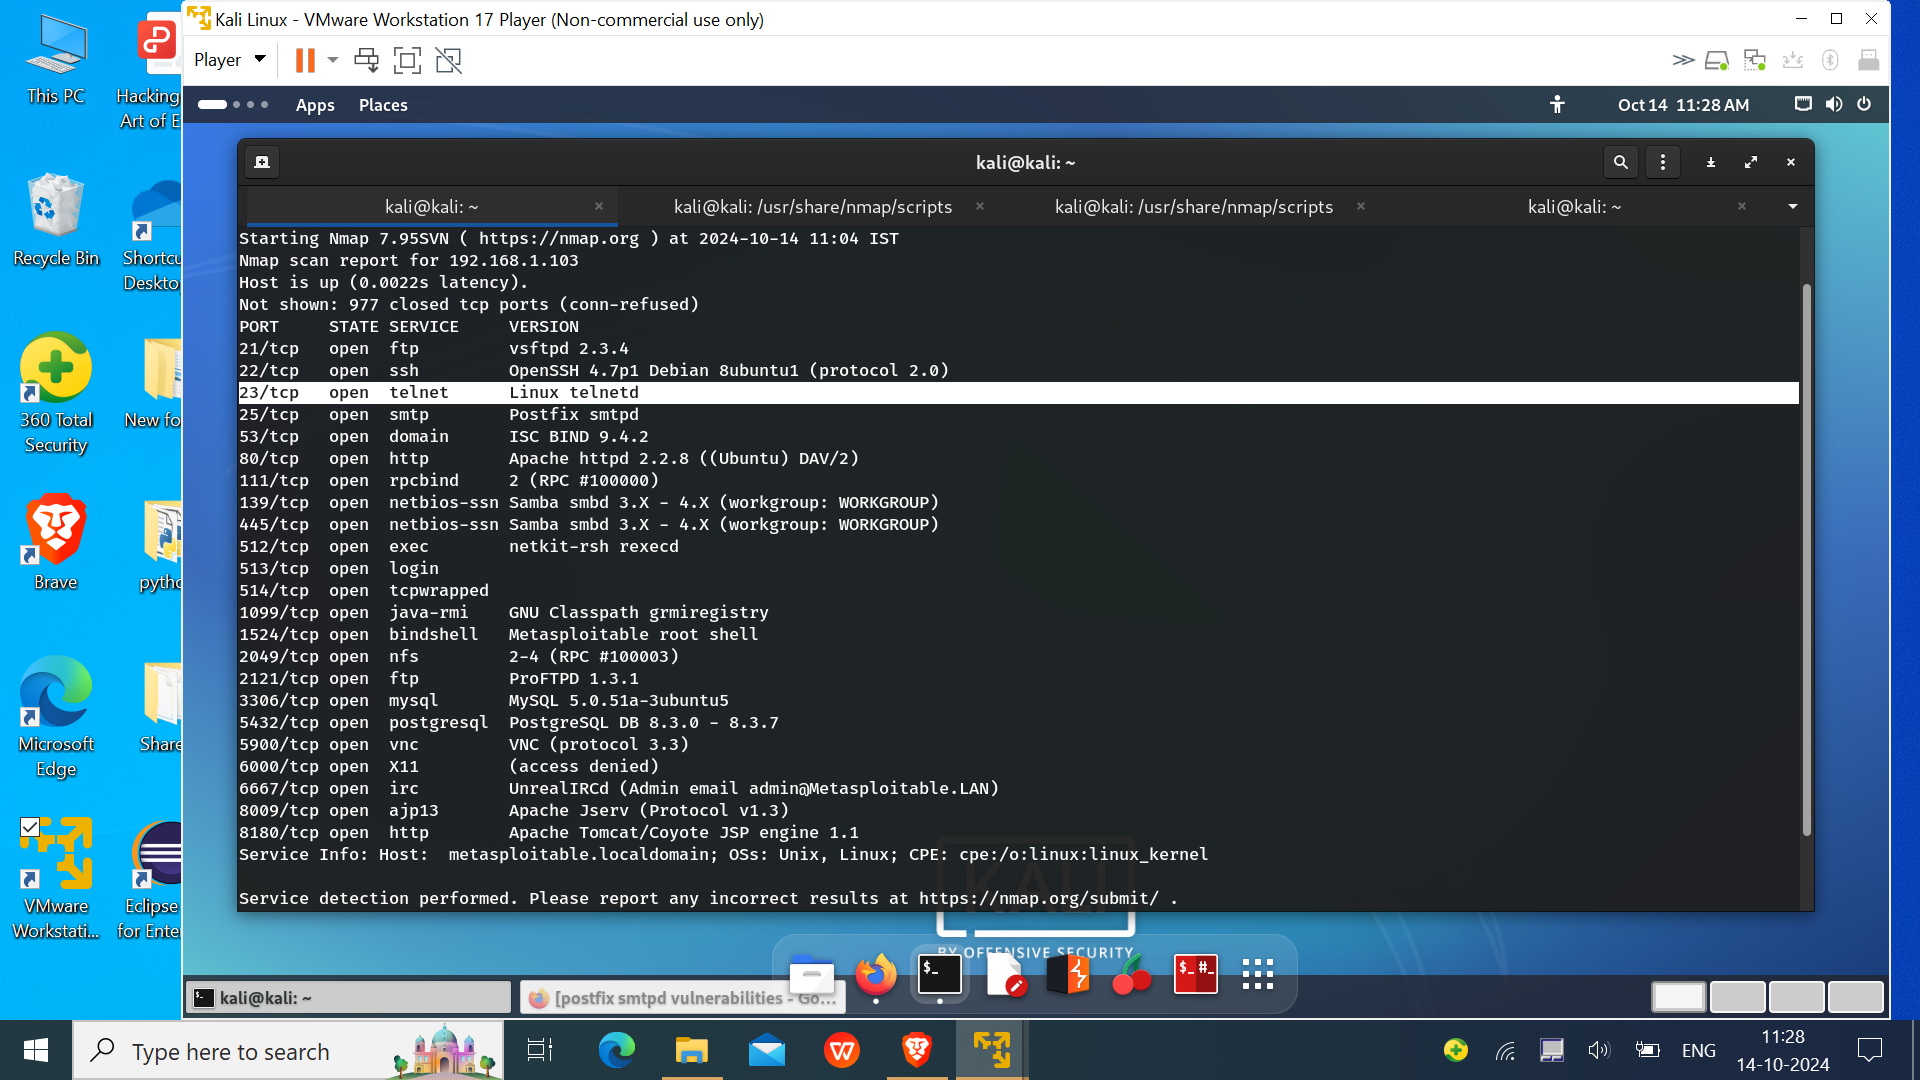 Kali Linux - VMware Workstation 17 Player (Non-commercial use only)
Player
Apps Places
Oct 14 11:28 AM
kali@kali: ~
kali@kali: ~
kali@kali: /usr/share/nmap/scripts
kali@kali: /usr/share/nmap/scripts
kali@kali: ~
Starting Nmap 7.95SVN ( https://nmap.org ) at 2024-10-14 11:04 IST
Nmap scan report for 192.168.1.103
Host is up (0.0022s latency).
Not shown: 977 closed tcp ports (conn-refused)
PORT STATE SERVICE VERSION
21/tcp open ftp vsftpd 2.3.4
22/tcp open ssh OpenSSH 4.7p1 Debian 8ubuntu1 (protocol 2.0)
23/tcp open telnet Linux telnetd
25/tcp open smtp Postfix smtpd
53/tcp open domain ISC BIND 9.4.2
80/tcp open http Apache httpd 2.2.8 ((Ubuntu) DAV/2)
111/tcp open rpcbind 2 (RPC #100000)
139/tcp open netbios-ssn Samba smbd 3.X - 4.X (workgroup: WORKGROUP)
445/tcp open netbios-ssn Samba smbd 3.X - 4.X (workgroup: WORKGROUP)
512/tcp open exec netkit-rsh rexecd
513/tcp open login
514/tcp open tcpwrapped
1099/tcp open java-rmi GNU Classpath grmiregistry
1524/tcp open bindshell Metasploitable root shell
2049/tcp open nfs 2-4 (RPC #100003)
2121/tcp open ftp ProFTPD 1.3.1
3306/tcp open mysql MySQL 5.0.51a-3ubuntu5
5432/tcp open postgresql PostgreSQL DB 8.3.0 - 8.3.7
5900/tcp open vnc VNC (protocol 3.3)
6000/tcp open X11 (access denied)
6667/tcp open irc UnrealIRCd (Admin email admin@Metasploitable.LAN)
8009/tcp open ajp13 Apache Jserv (Protocol v1.3)
8180/tcp open http Apache Tomcat/Coyote JSP engine 1.1
Service Info: Host: metasploitable.localdomain; OSs: Unix, Linux; CPE: cpe:/o:linux:linux_kernel
Service detection performed. Please report any incorrect results at https://nmap.org/submit/ .
KALI
BY OFFENSIVE SECURITY
kali@kali: ~
[postfix smtpd vulnerabilities - Go...
This PC
Hacking
Art of E
Recycle Bin
Shortcu
Deskto
360 Total
Security
New fo
Brave
pytho
Microsoft
Edge
Share
VMware
Workstati...
Eclipse
for Enter
Type here to search
ENG
11:28
14-10-2024